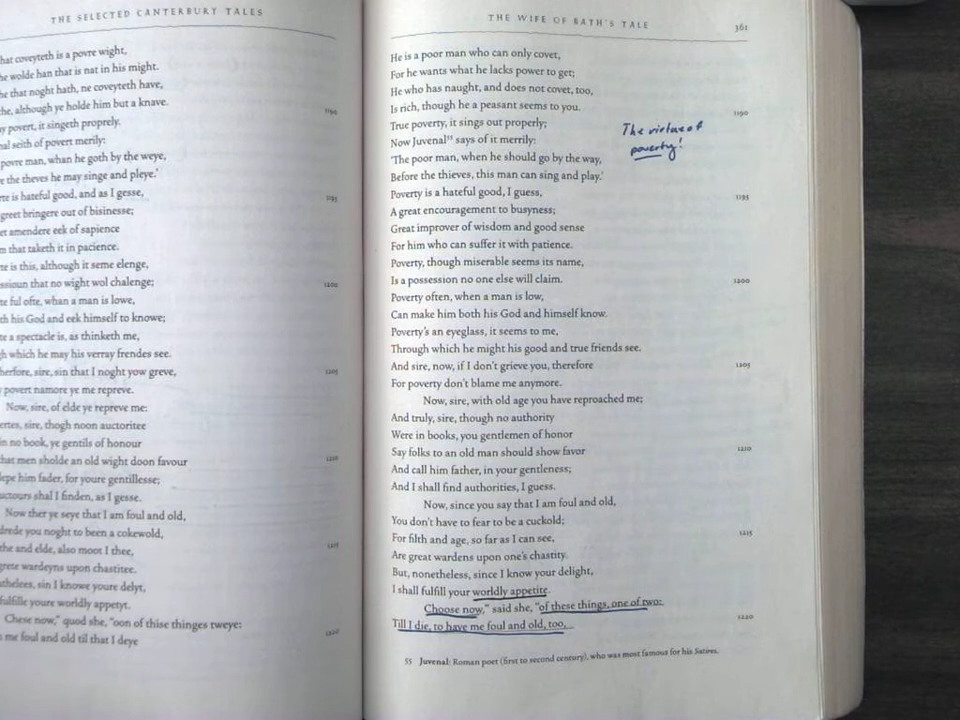 THE SELECTED CANTERBURY TALES
hat coveyteth is a povre wight,
he wolde han that is nat in his might.
he that noght hath, ne coveyteth have,
he, although ye holde him but a knave.
y povert, it singeth proprely. 1190
nal seith of povert merily:
povre man, whan he goth by the weye,
e the theves he may singe and pleye.'
te is hateful good, and as I gesse, 1195
greet bringere out of bisinesse;
et amendere eek of sapience
m that taketh it in pacience.
te is this, although it seme elenge,
ssioun that no wight wol chalenge; 1200
te ful ofte, whan a man is lowe,
th his God and eek himself to knowe;
te a spectacle is, as thinketh me,
gh which he may his verray frendes see.
herfore, sire, sin that I noght yow greve, 1205
povert namore ye me repreve.
Now, sire, of elde ye repreve me:
ertes, sire, thogh noon auctoritee
in no book, ye gentils of honour
that men sholde an old wight doon favour 1210
lepe him fader, for youre gentillesse;
uctours shal I finden, as I gesse.
Now ther ye seye that I am foul and old,
drede you noght to been a cokewold,
the and elde, also moot I thee, 1215
grete wardeyns upon chastitee.
athelees, sin I knowe youre delyt,
fulfille youre worldly appetyt.
Chese now," quod she, "oon of thise thinges tweye:
me foul and old til that I deye 1220
THE WIFE OF BATH'S TALE 361
He is a poor man who can only covet,
For he wants what he lacks power to get;
He who has naught, and does not covet, too,
Is rich, though he a peasant seems to you.
True poverty, it sings out properly; 1190
Now Juvenal⁵⁵ says of it merrily:
'The poor man, when he should go by the way,
Before the thieves, this man can sing and play.'
Poverty is a hateful good, I guess, 1195
A great encouragement to busyness;
Great improver of wisdom and good sense
For him who can suffer it with patience.
Poverty, though miserable seems its name,
Is a possession no one else will claim. 1200
Poverty often, when a man is low,
Can make him both his God and himself know.
Poverty's an eyeglass, it seems to me,
Through which he might his good and true friends see.
And sire, now, if I don't grieve you, therefore 1205
For poverty don't blame me anymore.
Now, sire, with old age you have reproached me;
And truly, sire, though no authority
Were in books, you gentlemen of honor
Say folks to an old man should show favor 1210
And call him father, in your gentleness;
And I shall find authorities, I guess.
Now, since you say that I am foul and old,
You don't have to fear to be a cuckold;
For filth and age, so far as I can see, 1215
Are great wardens upon one's chastity.
But, nonetheless, since I know your delight,
I shall fulfill your worldly appetite.
Choose now," said she, "of these things, one of two:
Till I die, to have me foul and old, too, 1220
The virtue of
poverty!
55 Juvenal: Roman poet (first to second century), who was most famous for his Satires.